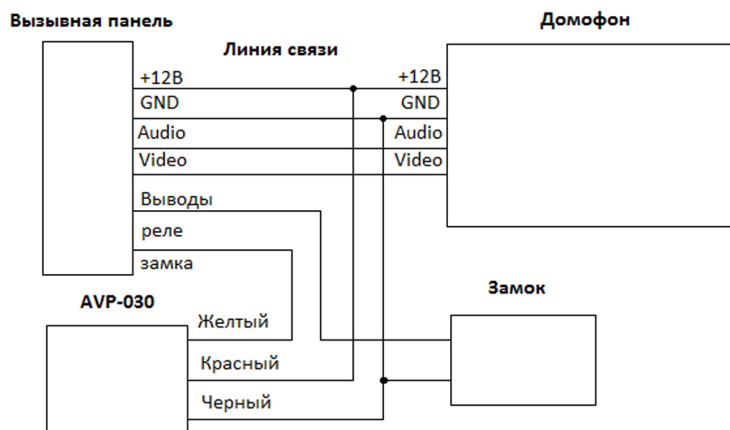 Вызывная панель
Линия связи
Домофон
+12В
+12В
GND
GND
Audio
Audio
Video
Video
Выводы
реле
замка
AVP-030
Замок
Желтый
Красный
Черный